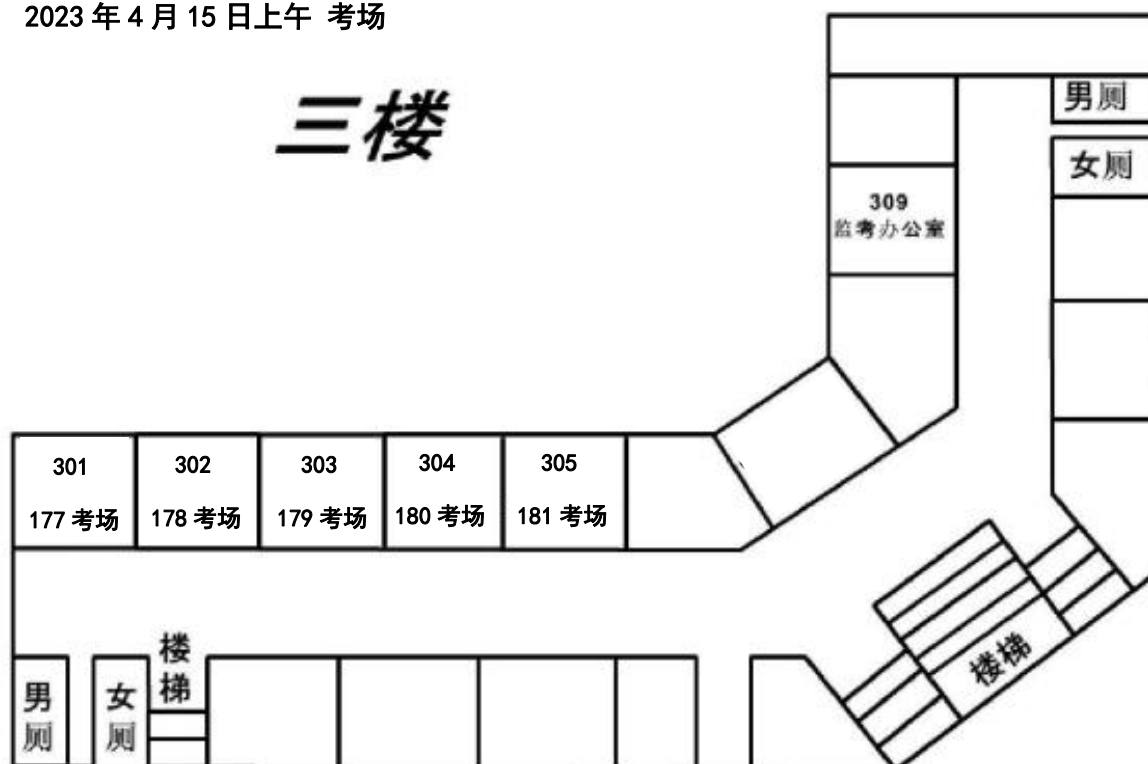 2023 年 4 月 15 日上午 考场
三楼
男厕
女厕
309
监考办公室
301
177 考场
302
178 考场
303
179 考场
304
180 考场
305
181 考场
楼梯
男厕
女厕
楼梯